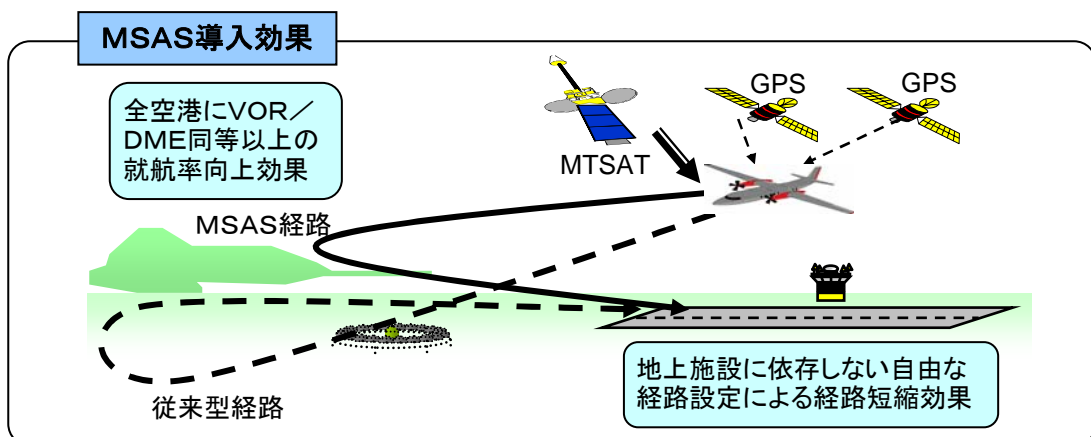 MSAS導入効果
全空港にVOR／
DME同等以上の
就航率向上効果
GPS
GPS
MTSAT
MSAS経路
従来型経路
地上施設に依存しない自由な
経路設定による経路短縮効果